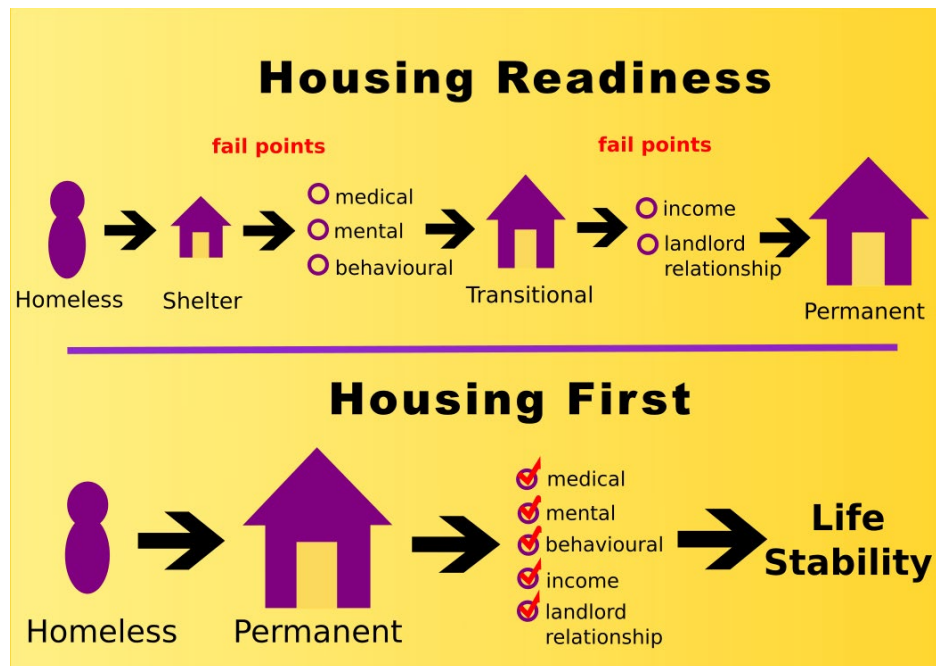 Housing Readiness
fail points
fail points
medical
mental
behavioural
income
landlord
relationship
Homeless
Shelter
Transitional
Permanent
Housing First
medical
mental
behavioural
income
landlord
relationship
Life
Stability
Homeless
Permanent